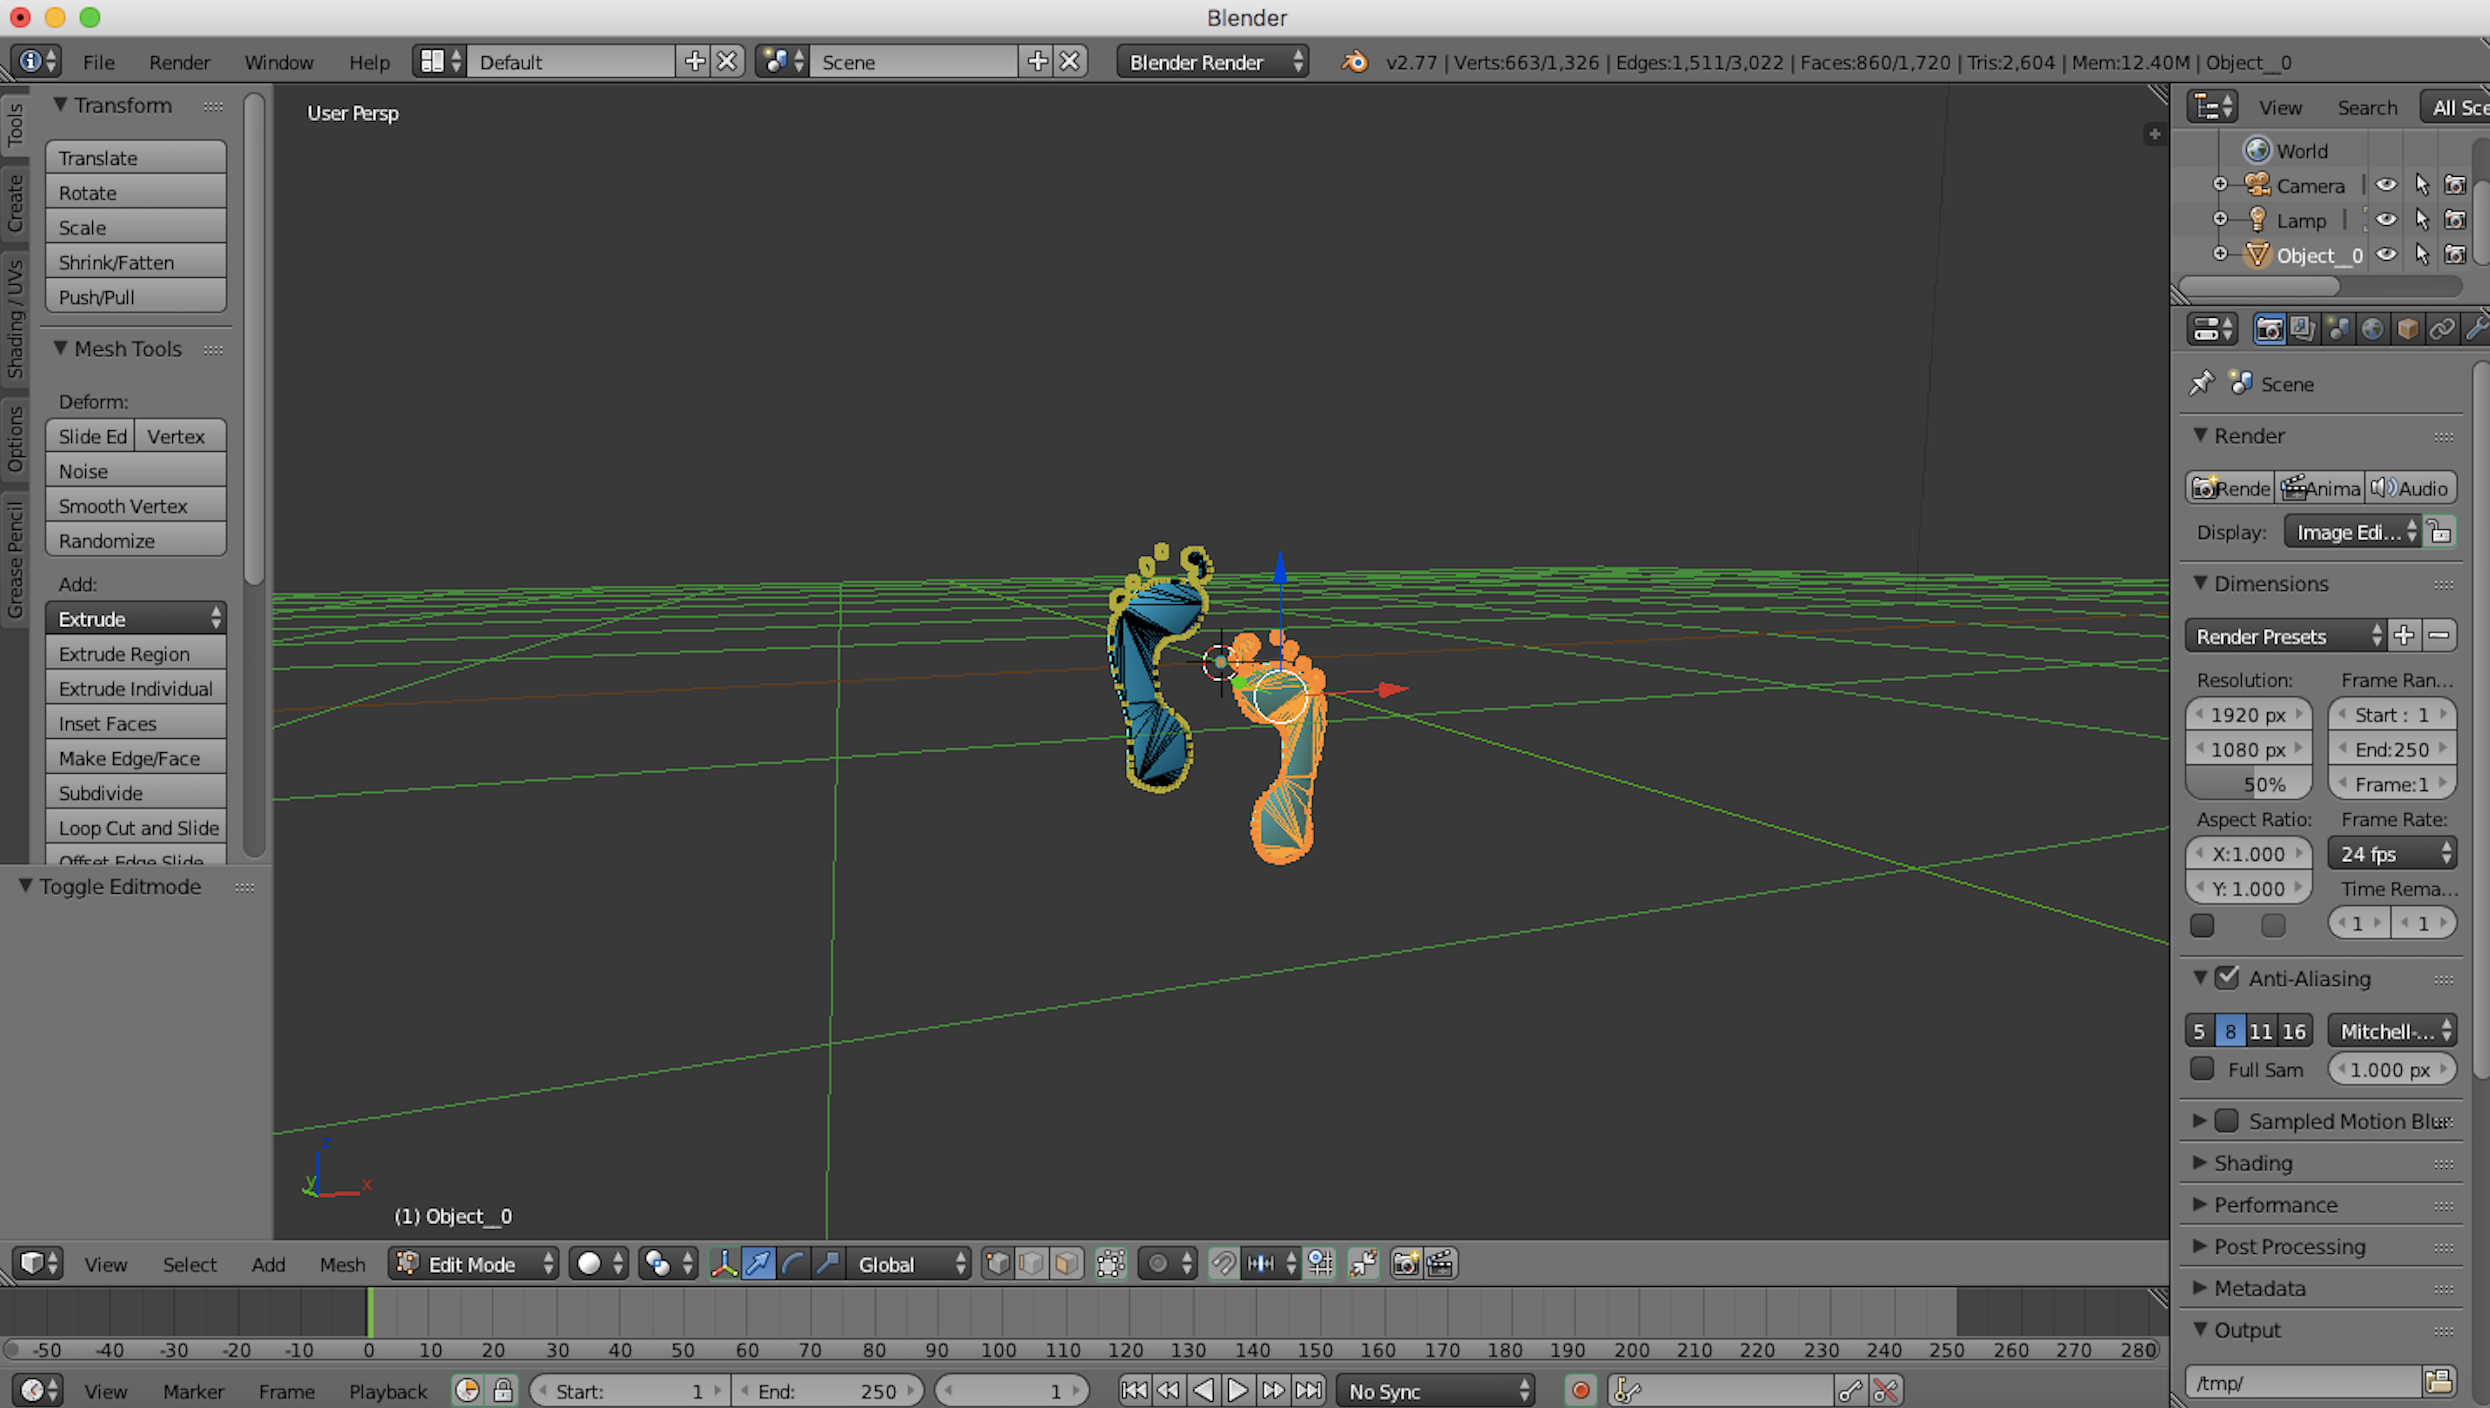 Blender
File Render Window Help Default Scene Blender Render v2.77 | Verts:663/1,326 | Edges:1,511/3,022 | Faces:860/1,720 | Tris:2,604 | Mem:12.40M | Object__0
Tools
Create
Shading / UVs
Options
Grease Pencil
Transform
Translate
Rotate
Scale
Shrink/Fatten
Push/Pull
Mesh Tools
Deform:
Slide Ed Vertex
Noise
Smooth Vertex
Randomize
Add:
Extrude
Extrude Region
Extrude Individual
Inset Faces
Make Edge/Face
Subdivide
Loop Cut and Slide
Offset Edge Slide
Toggle Editmode
User Persp
z
y x
(1) Object__0
View Search All Sce
World
Camera
Lamp
Object__0
Scene
Render
Rende Anima Audio
Display: Image Edi...
Dimensions
Render Presets
Resolution: Frame Ran...
1920 px Start : 1
1080 px End:250
50% Frame:1
Aspect Ratio: Frame Rate:
X:1.000 24 fps
Y: 1.000 Time Rema...
1 1
Anti-Aliasing
5 8 11 16 Mitchell-...
Full Sam 1.000 px
Sampled Motion Blur
Shading
Performance
Post Processing
Metadata
Output
/tmp/
View Select Add Mesh Edit Mode Global
-50 -40 -30 -20 -10 0 10 20 30 40 50 60 70 80 90 100 110 120 130 140 150 160 170 180 190 200 210 220 230 240 250 260 270 280
View Marker Frame Playback Start: 1 End: 250 1 No Sync